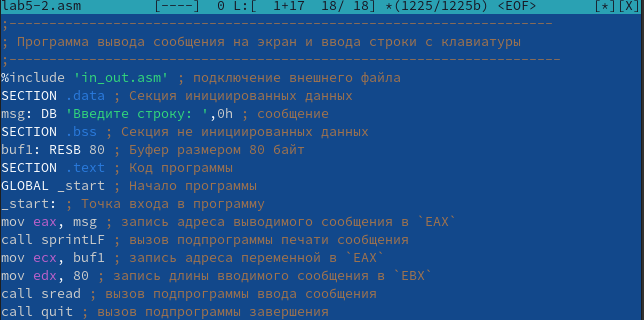 lab5-2.asm [----] 0 L:[ 1+17 18/ 18] *(1225/1225b) <EOF> [*][X]
;--------------------------------------------------------------------
; Программа вывода сообщения на экран и ввода строки с клавиатуры
;---------------------------------------------------------------------
%include 'in_out.asm' ; подключение внешнего файла
SECTION .data ; Секция инициированных данных
msg: DB 'Введите строку: ',0h ; сообщение
SECTION .bss ; Секция не инициированных данных
buf1: RESB 80 ; Буфер размером 80 байт
SECTION .text ; Код программы
GLOBAL _start ; Начало программы
_start: ; Точка входа в программу
mov eax, msg ; запись адреса выводимого сообщения в `EAX`
call sprintLF ; вызов подпрограммы печати сообщения
mov ecx, buf1 ; запись адреса переменной в `EAX`
mov edx, 80 ; запись длины вводимого сообщения в `EBX`
call sread ; вызов подпрограммы ввода сообщения
call quit ; вызов подпрограммы завершения